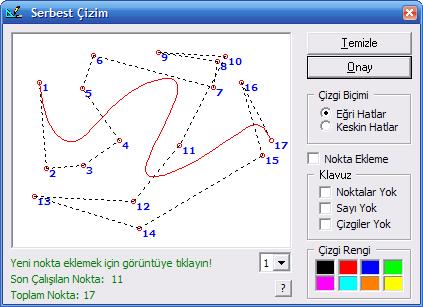 Serbest Çizim
1
2
3
4
5
6
7
8
9
10
11
12
13
14
15
16
17
Temizle
Onay
Çizgi Biçimi
Eğri Hatlar
Keskin Hatlar
Nokta Ekleme
Klavuz
Noktalar Yok
Sayı Yok
Çizgiler Yok
Çizgi Rengi
Yeni nokta eklemek için görüntüye tıklayın!
1
Son Çalışılan Nokta: 11
Toplam Nokta: 17
?